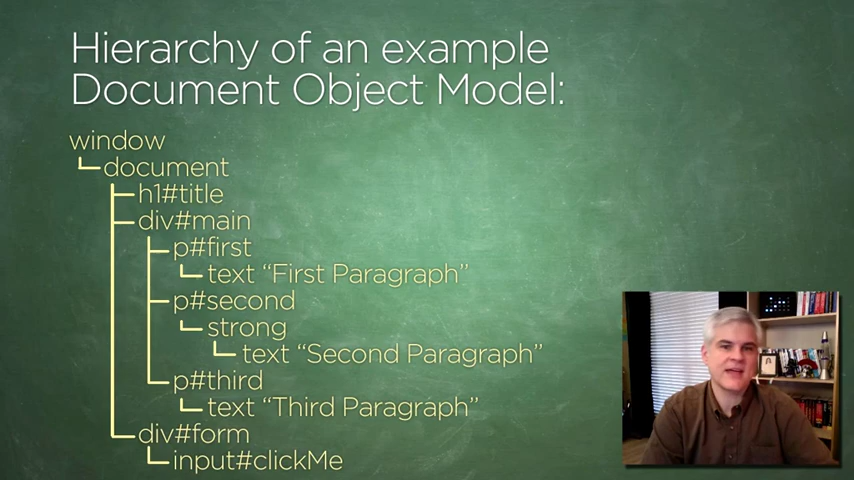 Hierarchy of an example
Document Object Model:
window
document
h1#title
div#main
p#first
text “First Paragraph”
p#second
strong
text “Second Paragraph”
p#third
text “Third Paragraph”
div#form
input#clickMe